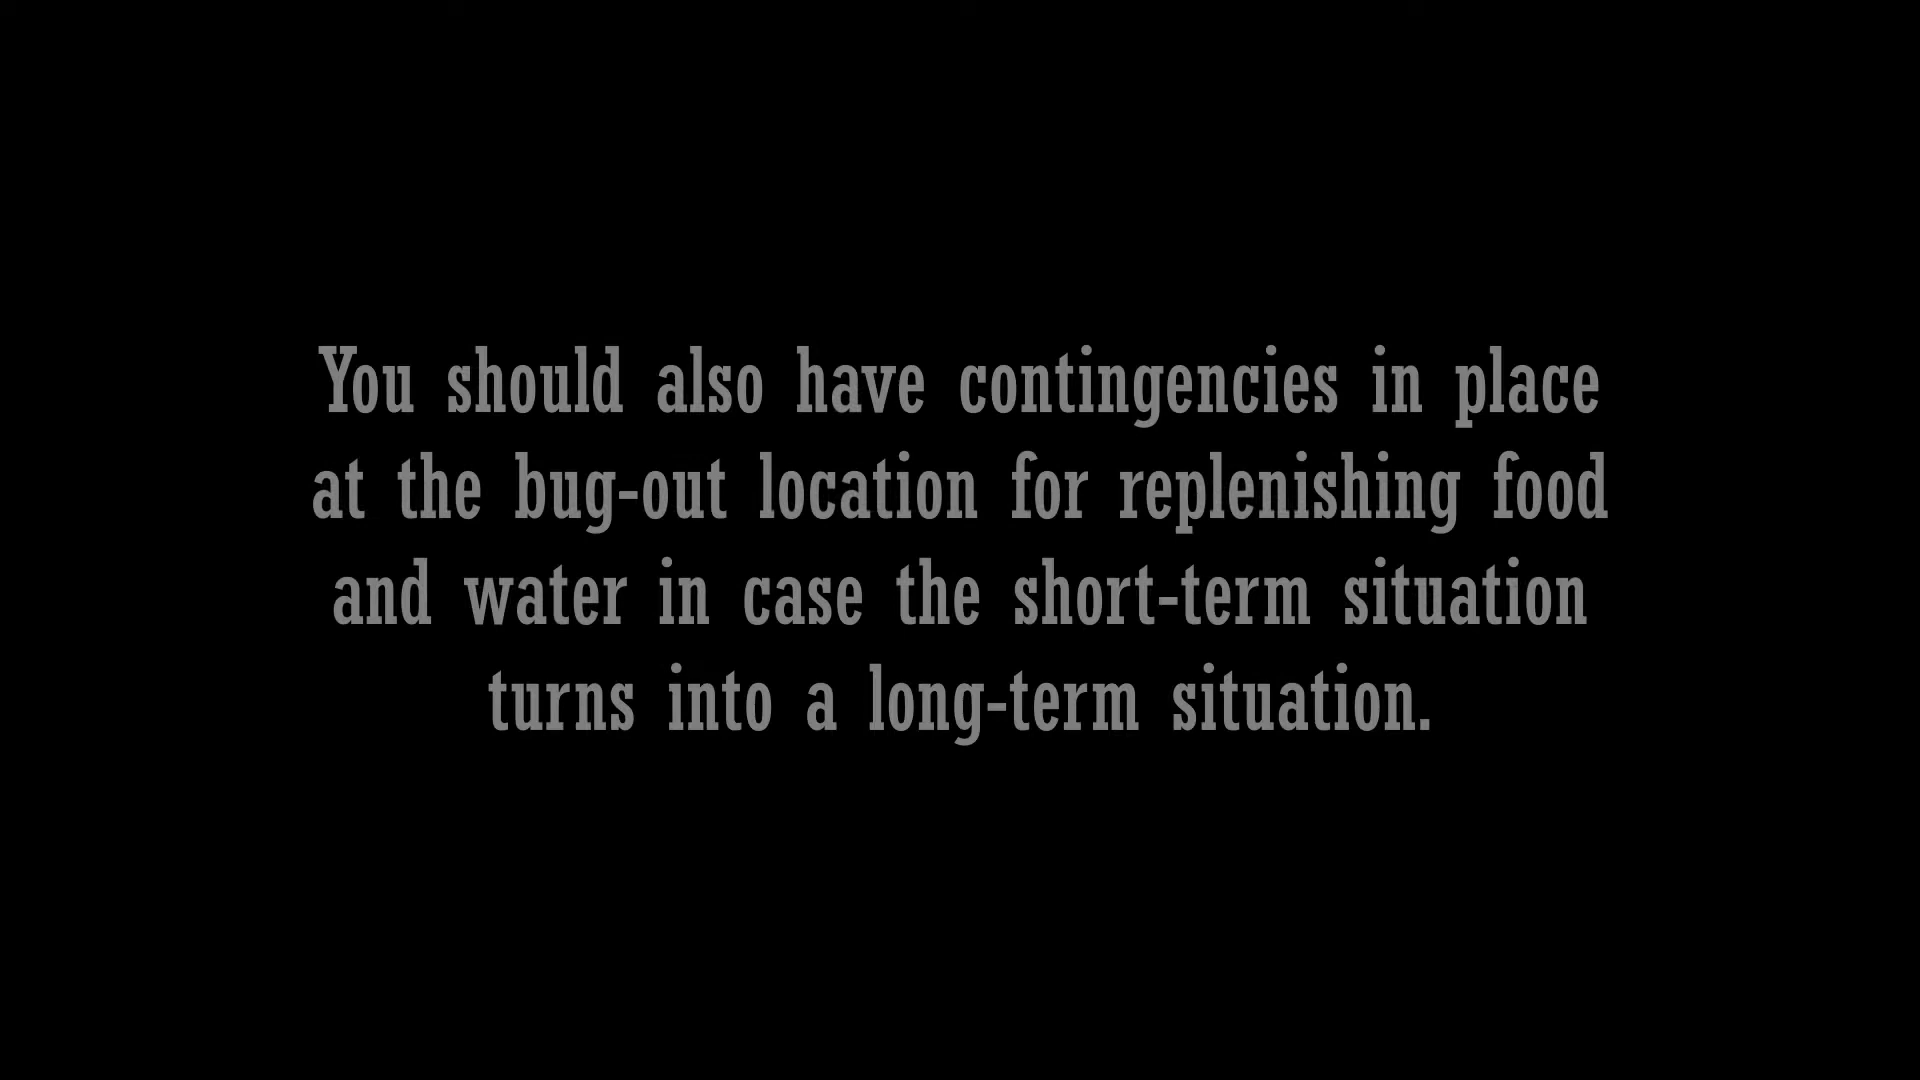 You should also have contingencies in place
at the bug-out location for replenishing food
and water in case the short-term situation
turns into a long-term situation.